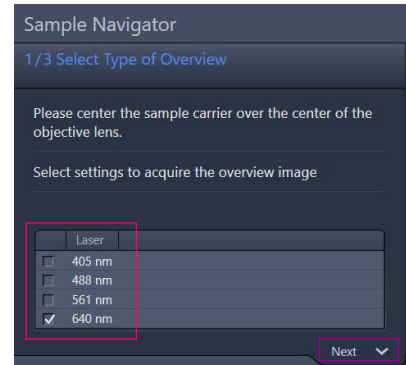 Sample Navigator
1/3 Select Type of Overview
Please center the sample carrier over the center of the
objective lens.
Select settings to acquire the overview image
Laser
405 nm
488 nm
561 nm
640 nm
Next